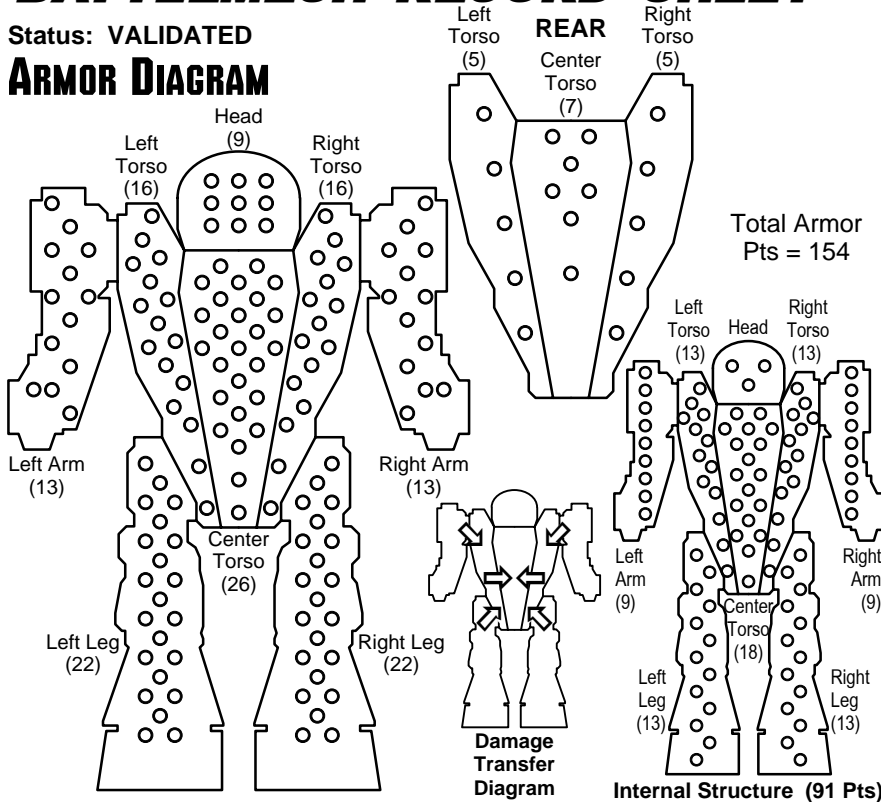 BATTLEMECH RECORD SHEET
Status: VALIDATED
ARMOR DIAGRAM
Head
(9)
Left
Torso
(16)
Right
Torso
(16)
Left Arm
(13)
Right Arm
(13)
Center
Torso
(26)
Left Leg
(22)
Right Leg
(22)
REAR
Left
Torso
(5)
Center
Torso
(7)
Right
Torso
(5)
Total Armor
Pts = 154
Damage
Transfer
Diagram
Left
Torso
(13)
Head
Right
Torso
(13)
Left
Arm
(9)
Right
Arm
(9)
Center
Torso
(18)
Left
Leg
(13)
Right
Leg
(13)
Internal Structure (91 Pts)